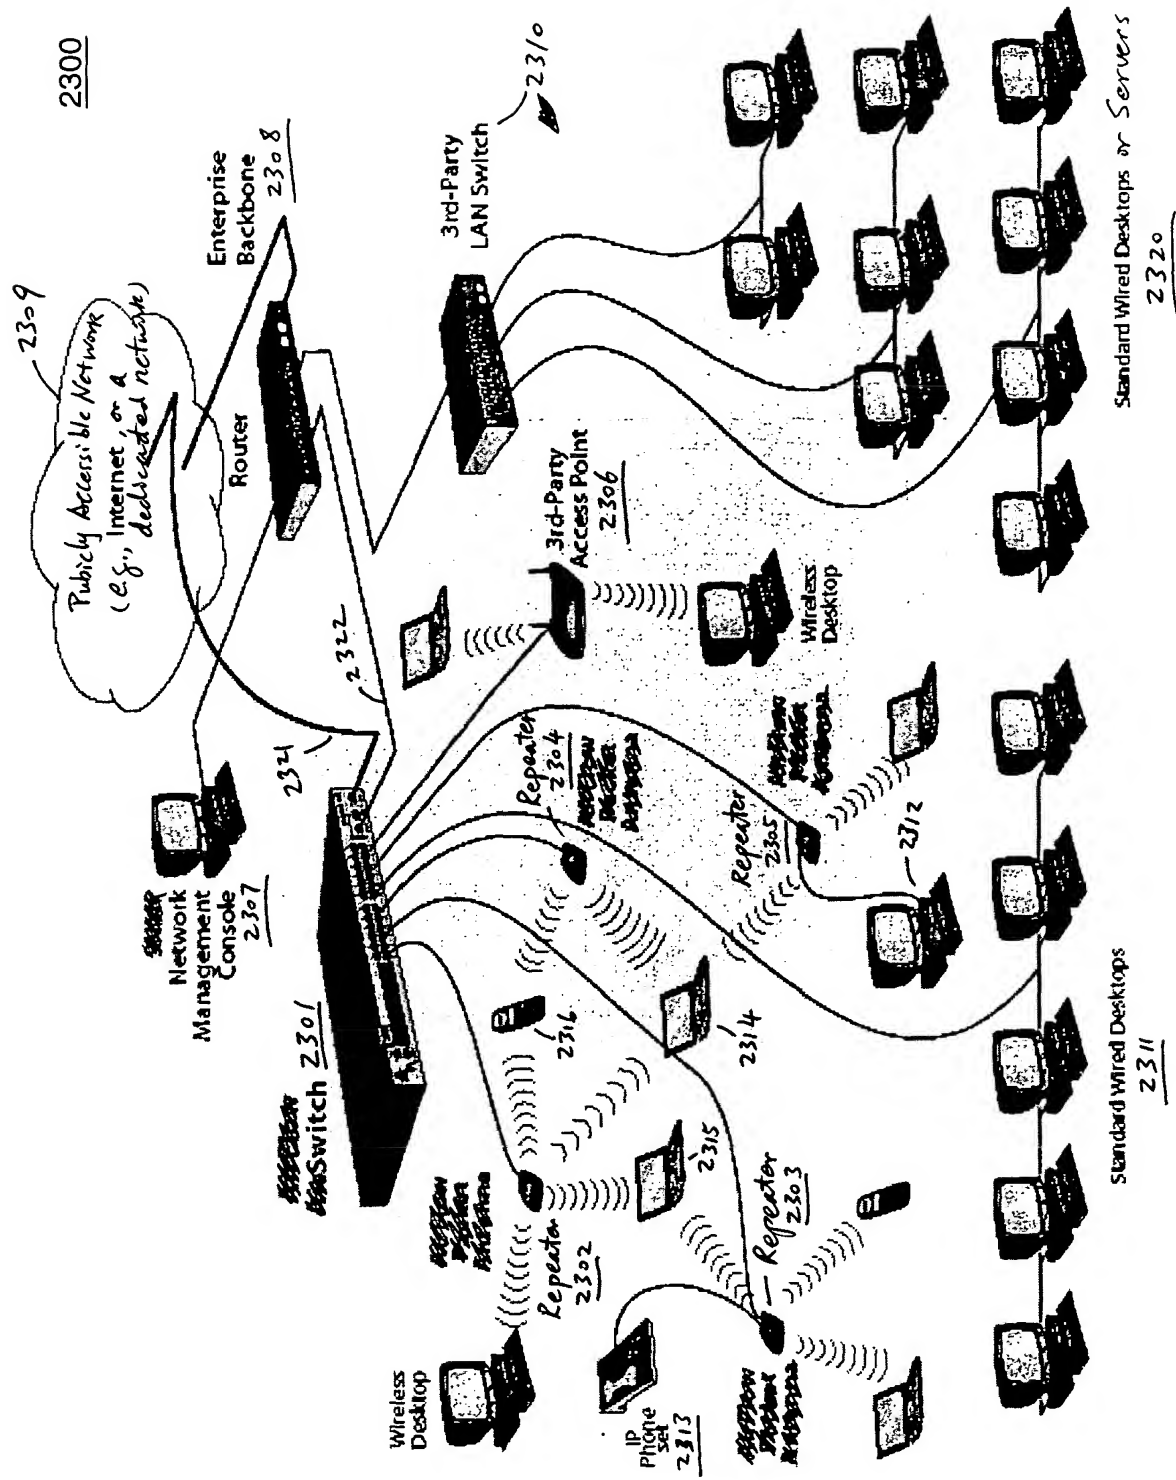 2300
2309
Pubicly Accessible Network
(e.g., Internet, or a
dedicated network)
Enterprise
Backbone
2308
Router
Network
Management
Console
2307
2321
2322
Switch 2301
3rd-Party
LAN Switch
2310
3rd-Party
Access Point
2306
Wireless
Desktop
Repeater
2304
Repeater
2305
2312
2316
2314
2315
Repeater
2302
Repeater
2303
Wireless
Desktop
IP
Phone
set
2313
Standard Wired Desktops
2311
Standard Wired Desktops or Servers
2320